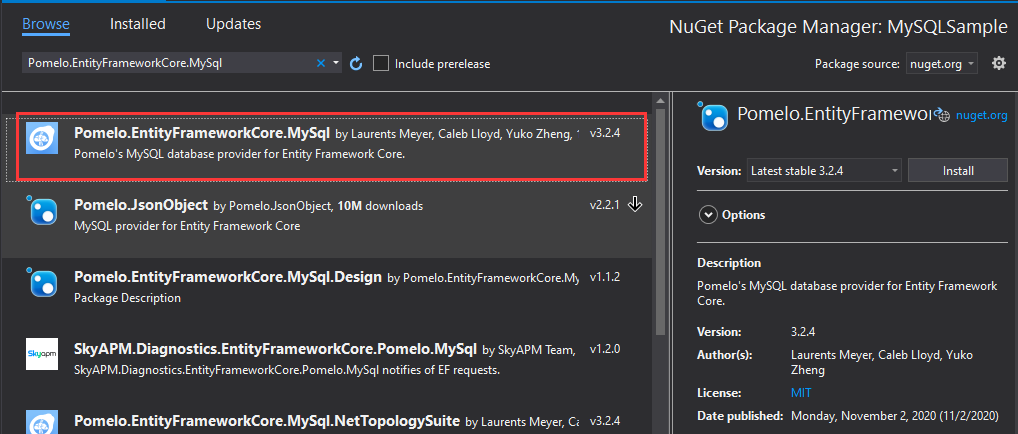 Browse Installed Updates NuGet Package Manager: MySQLSample
Pomelo.EntityFrameworkCore.MySql Include prerelease Package source: nuget.org
Pomelo.EntityFrameworkCore.MySql by Laurents Meyer, Caleb Lloyd, Yuko Zheng, v3.2.4
Pomelo's MySQL database provider for Entity Framework Core.
Pomelo.JsonObject by Pomelo.JsonObject, 10M downloads v2.2.1
MySQL provider for Entity Framework Core
Pomelo.EntityFrameworkCore.MySql.Design by Pomelo.EntityFrameworkCore.My v1.1.2
Package Description
Skyapm
SkyAPM.Diagnostics.EntityFrameworkCore.Pomelo.MySql by SkyAPM Team, v1.2.0
SkyAPM.Diagnostics.EntityFrameworkCore.Pomelo.MySql notifies of EF requests.
Pomelo.EntityFrameworkCore.MySql.NetTopologySuite by Laurents Meyer, Ca v3.2.4
Pomelo.EntityFramewor nuget.org
Version: Latest stable 3.2.4 Install
Options
Description
Pomelo's MySQL database provider for Entity Framework
Core.
Version: 3.2.4
Author(s): Laurents Meyer, Caleb Lloyd, Yuko
Zheng
License: MIT
Date published: Monday, November 2, 2020 (11/2/2020)